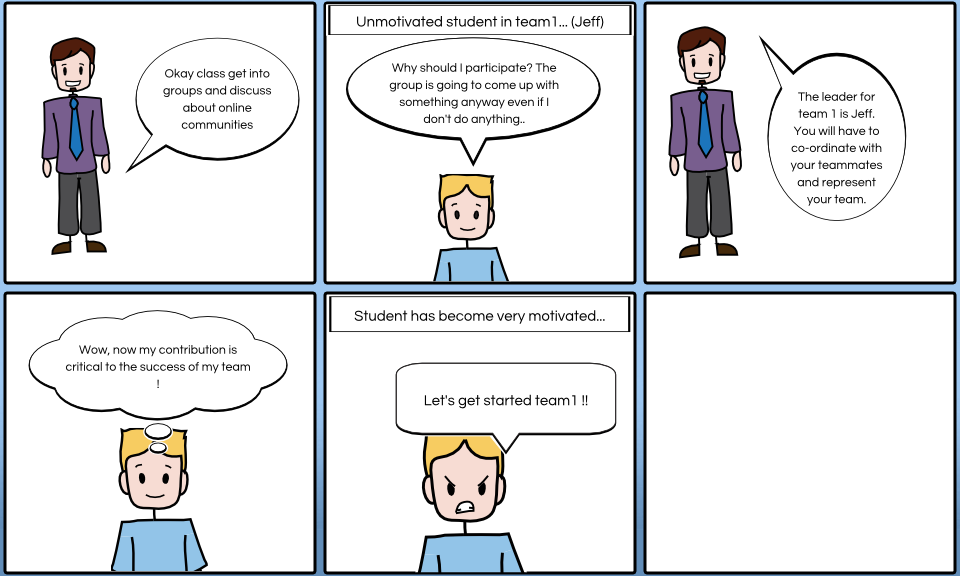 Okay class get into
groups and discuss
about online
communities
Unmotivated student in team1... (Jeff)
Why should I participate? The
group is going to come up with
something anyway even if I
don't do anything..
The leader for
team 1 is Jeff.
You will have to
co-ordinate with
your teammates
and represent
your team.
Wow, now my contribution is
critical to the success of my team
!
Student has become very motivated...
Let's get started team1 !!